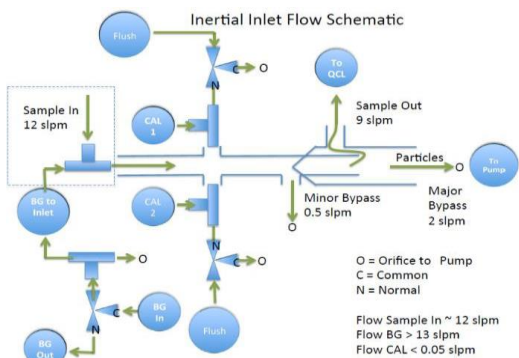 Inertial Inlet Flow Schematic
Flush
C
O
N
To
QCL
Sample In
12 slpm
CAL
1
Sample Out
9 slpm
Particles
O
To
Pump
BG to
Inlet
CAL
2
Minor Bypass
0.5 slpm
Major
Bypass
2 slpm
O
O
N
C
O
BG
In
C
N
Flush
BG
Out
O = Orifice to Pump
C = Common
N = Normal
Flow Sample In ~ 12 slpm
Flow BG > 13 slpm
Flow CAL < 0.05 slpm